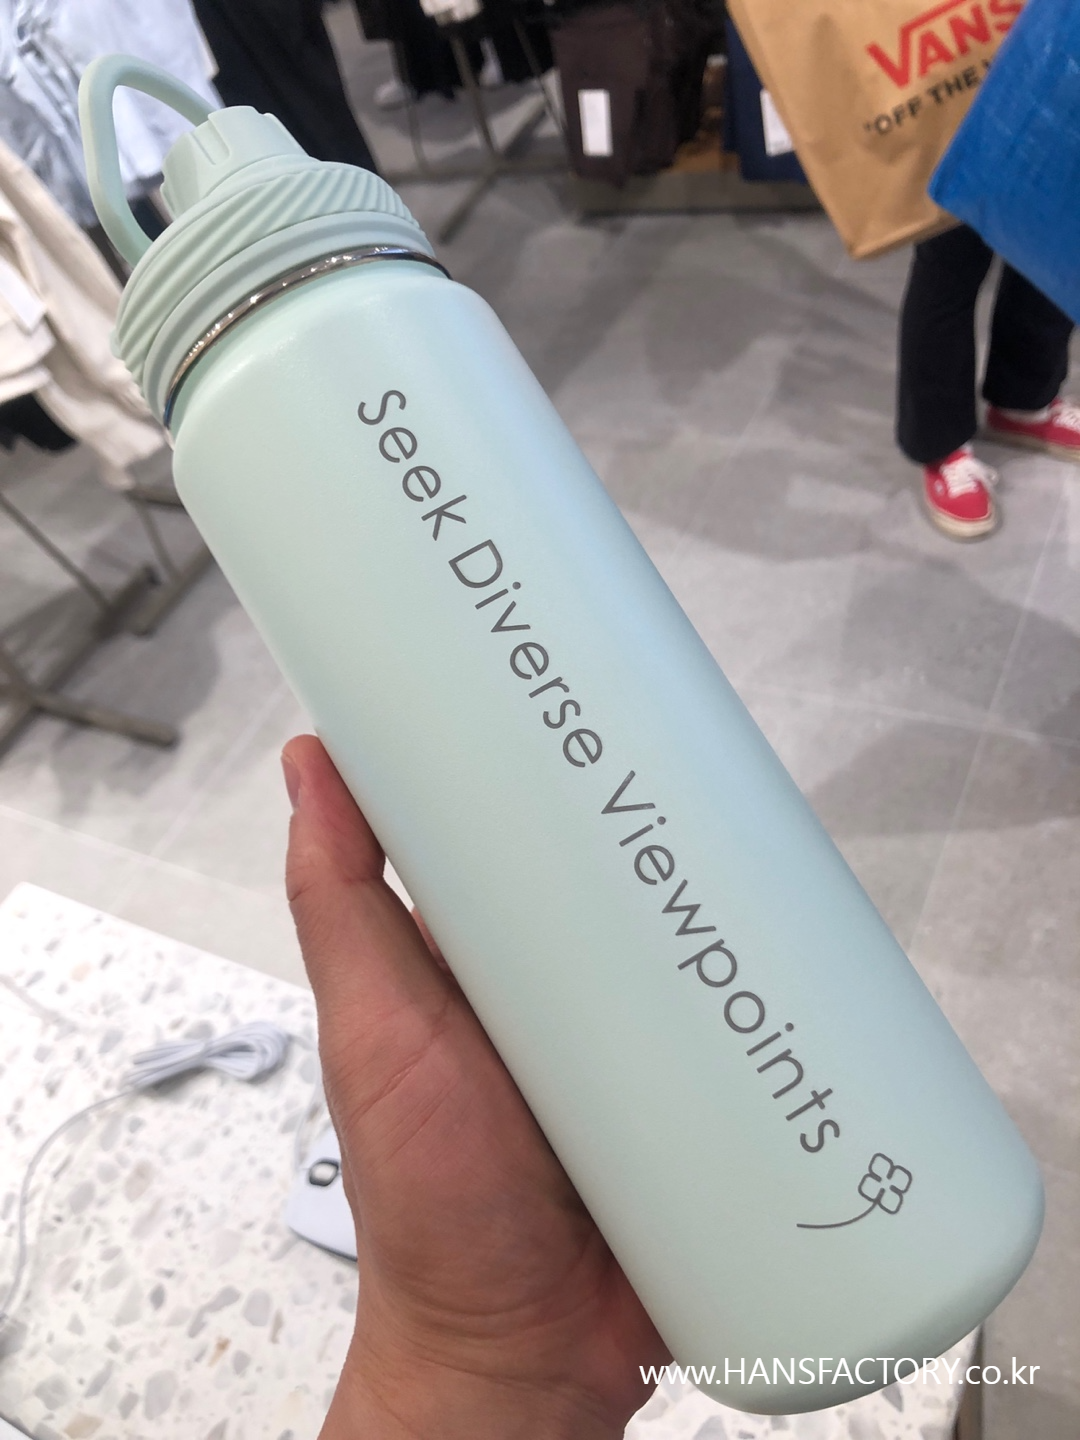 VANS
"OFF THE
Seek Diverse Viewpoints
www.HANSFACTORY.co.kr